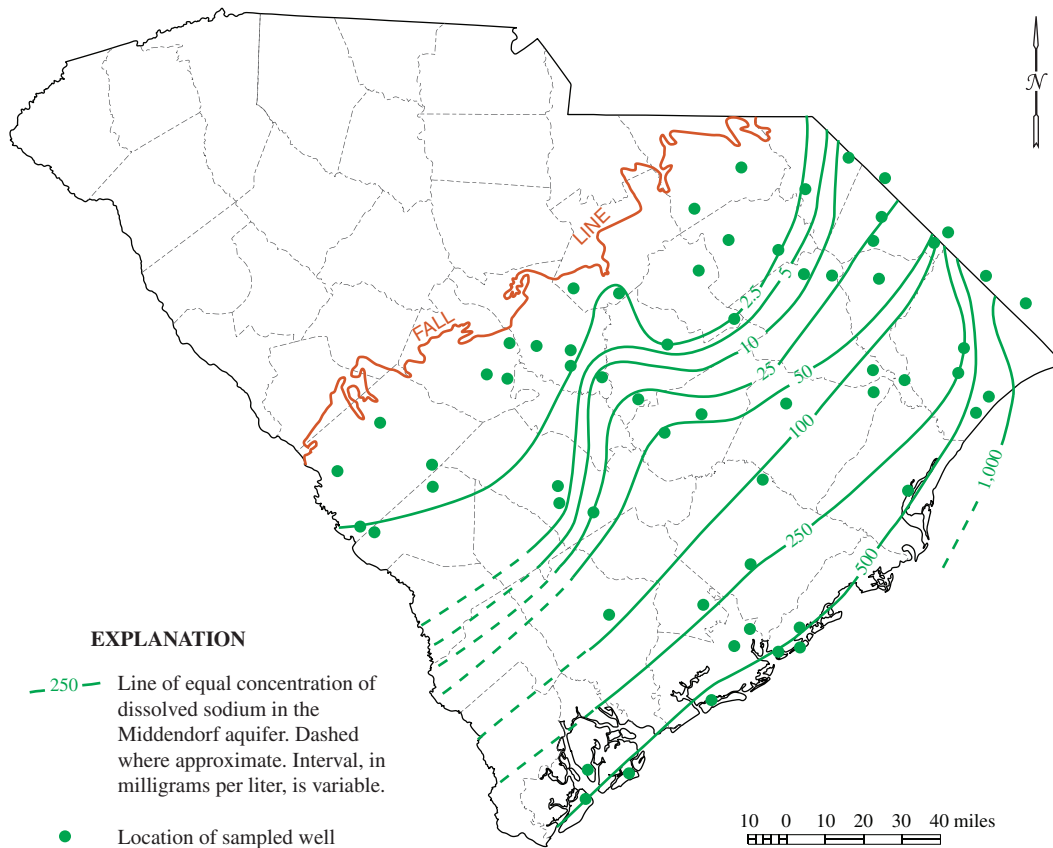 N
LINE
FALL
2.5
5
10
25
50
100
250
500
1,000
EXPLANATION
250
Line of equal concentration of
dissolved sodium in the
Middendorf aquifer. Dashed
where approximate. Interval, in
milligrams per liter, is variable.
Location of sampled well
10 0 10 20 30 40 miles